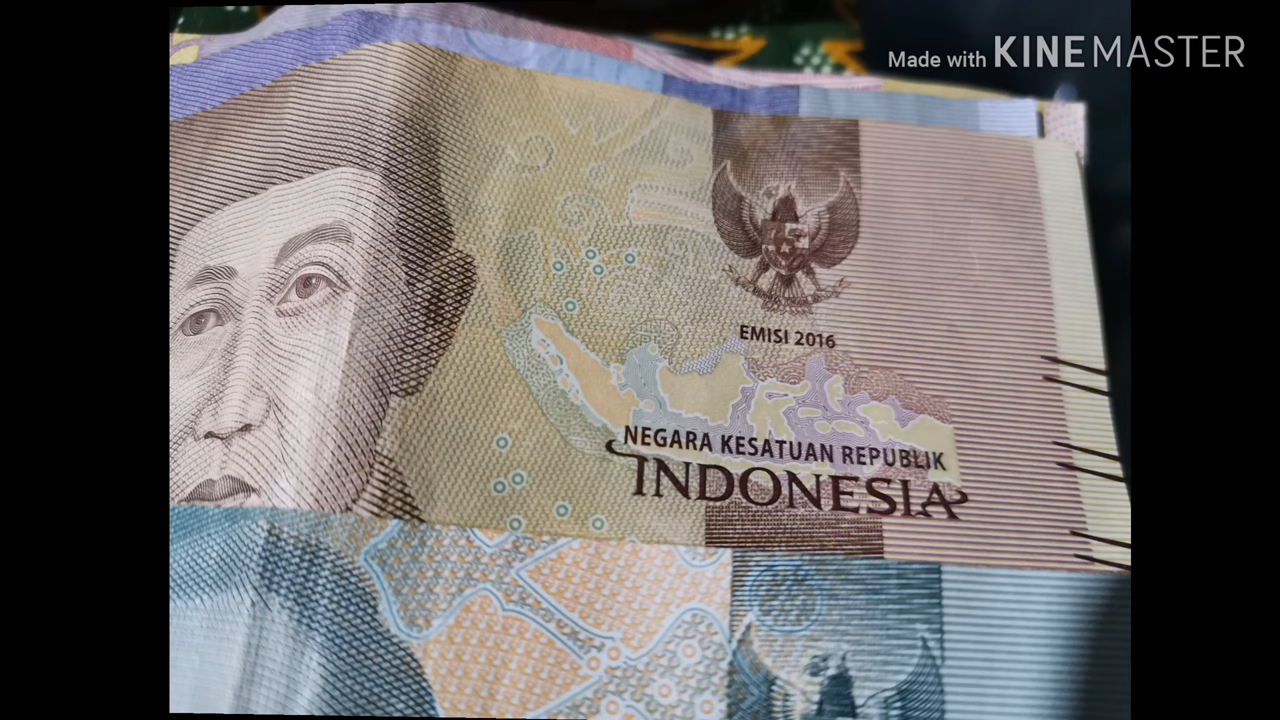 Made with KINEMASTER
EMISI 2016
NEGARA KESATUAN REPUBLIK
INDONESIA